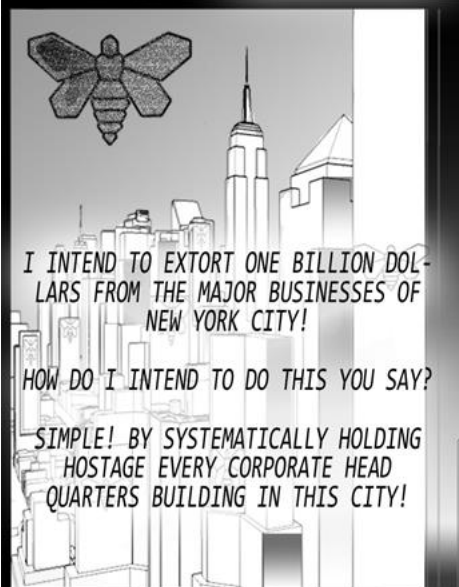 I INTEND TO EXTORT ONE BILLION DOL-
LARS FROM THE MAJOR BUSINESSES OF
NEW YORK CITY!
HOW DO I INTEND TO DO THIS YOU SAY?
SIMPLE! BY SYSTEMATICALLY HOLDING
HOSTAGE EVERY CORPORATE HEAD
QUARTERS BUILDING IN THIS CITY!